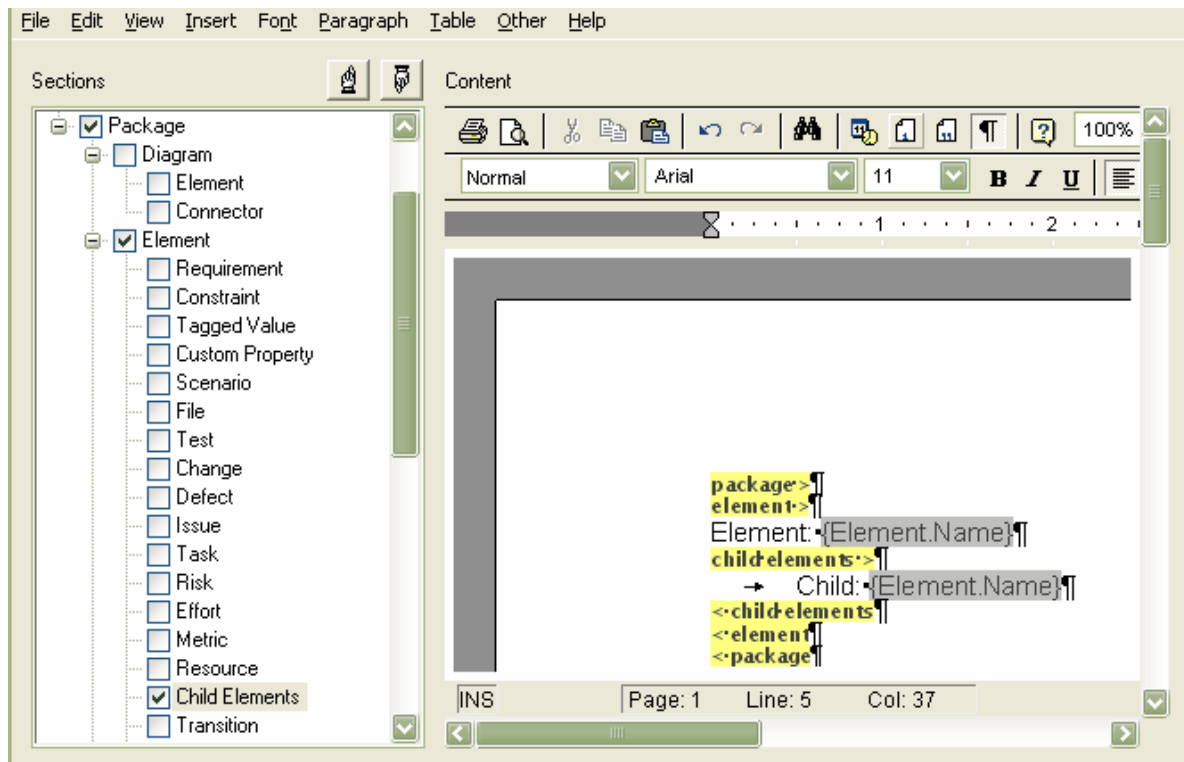 File Edit View Insert Font Paragraph Table Other Help
Sections
Package
Diagram
Element
Connector
Element
Requirement
Constraint
Tagged Value
Custom Property
Scenario
File
Test
Change
Defect
Issue
Task
Risk
Effort
Metric
Resource
Child Elements
Transition
Content
100%
Normal Arial 11 B I U
1 2
package >¶
element >¶
Element: {Element.Name}¶
child elements >¶
Child: {Element.Name}¶
< child elements¶
< element¶
< package¶
INS Page: 1 Line: 5 Col: 37